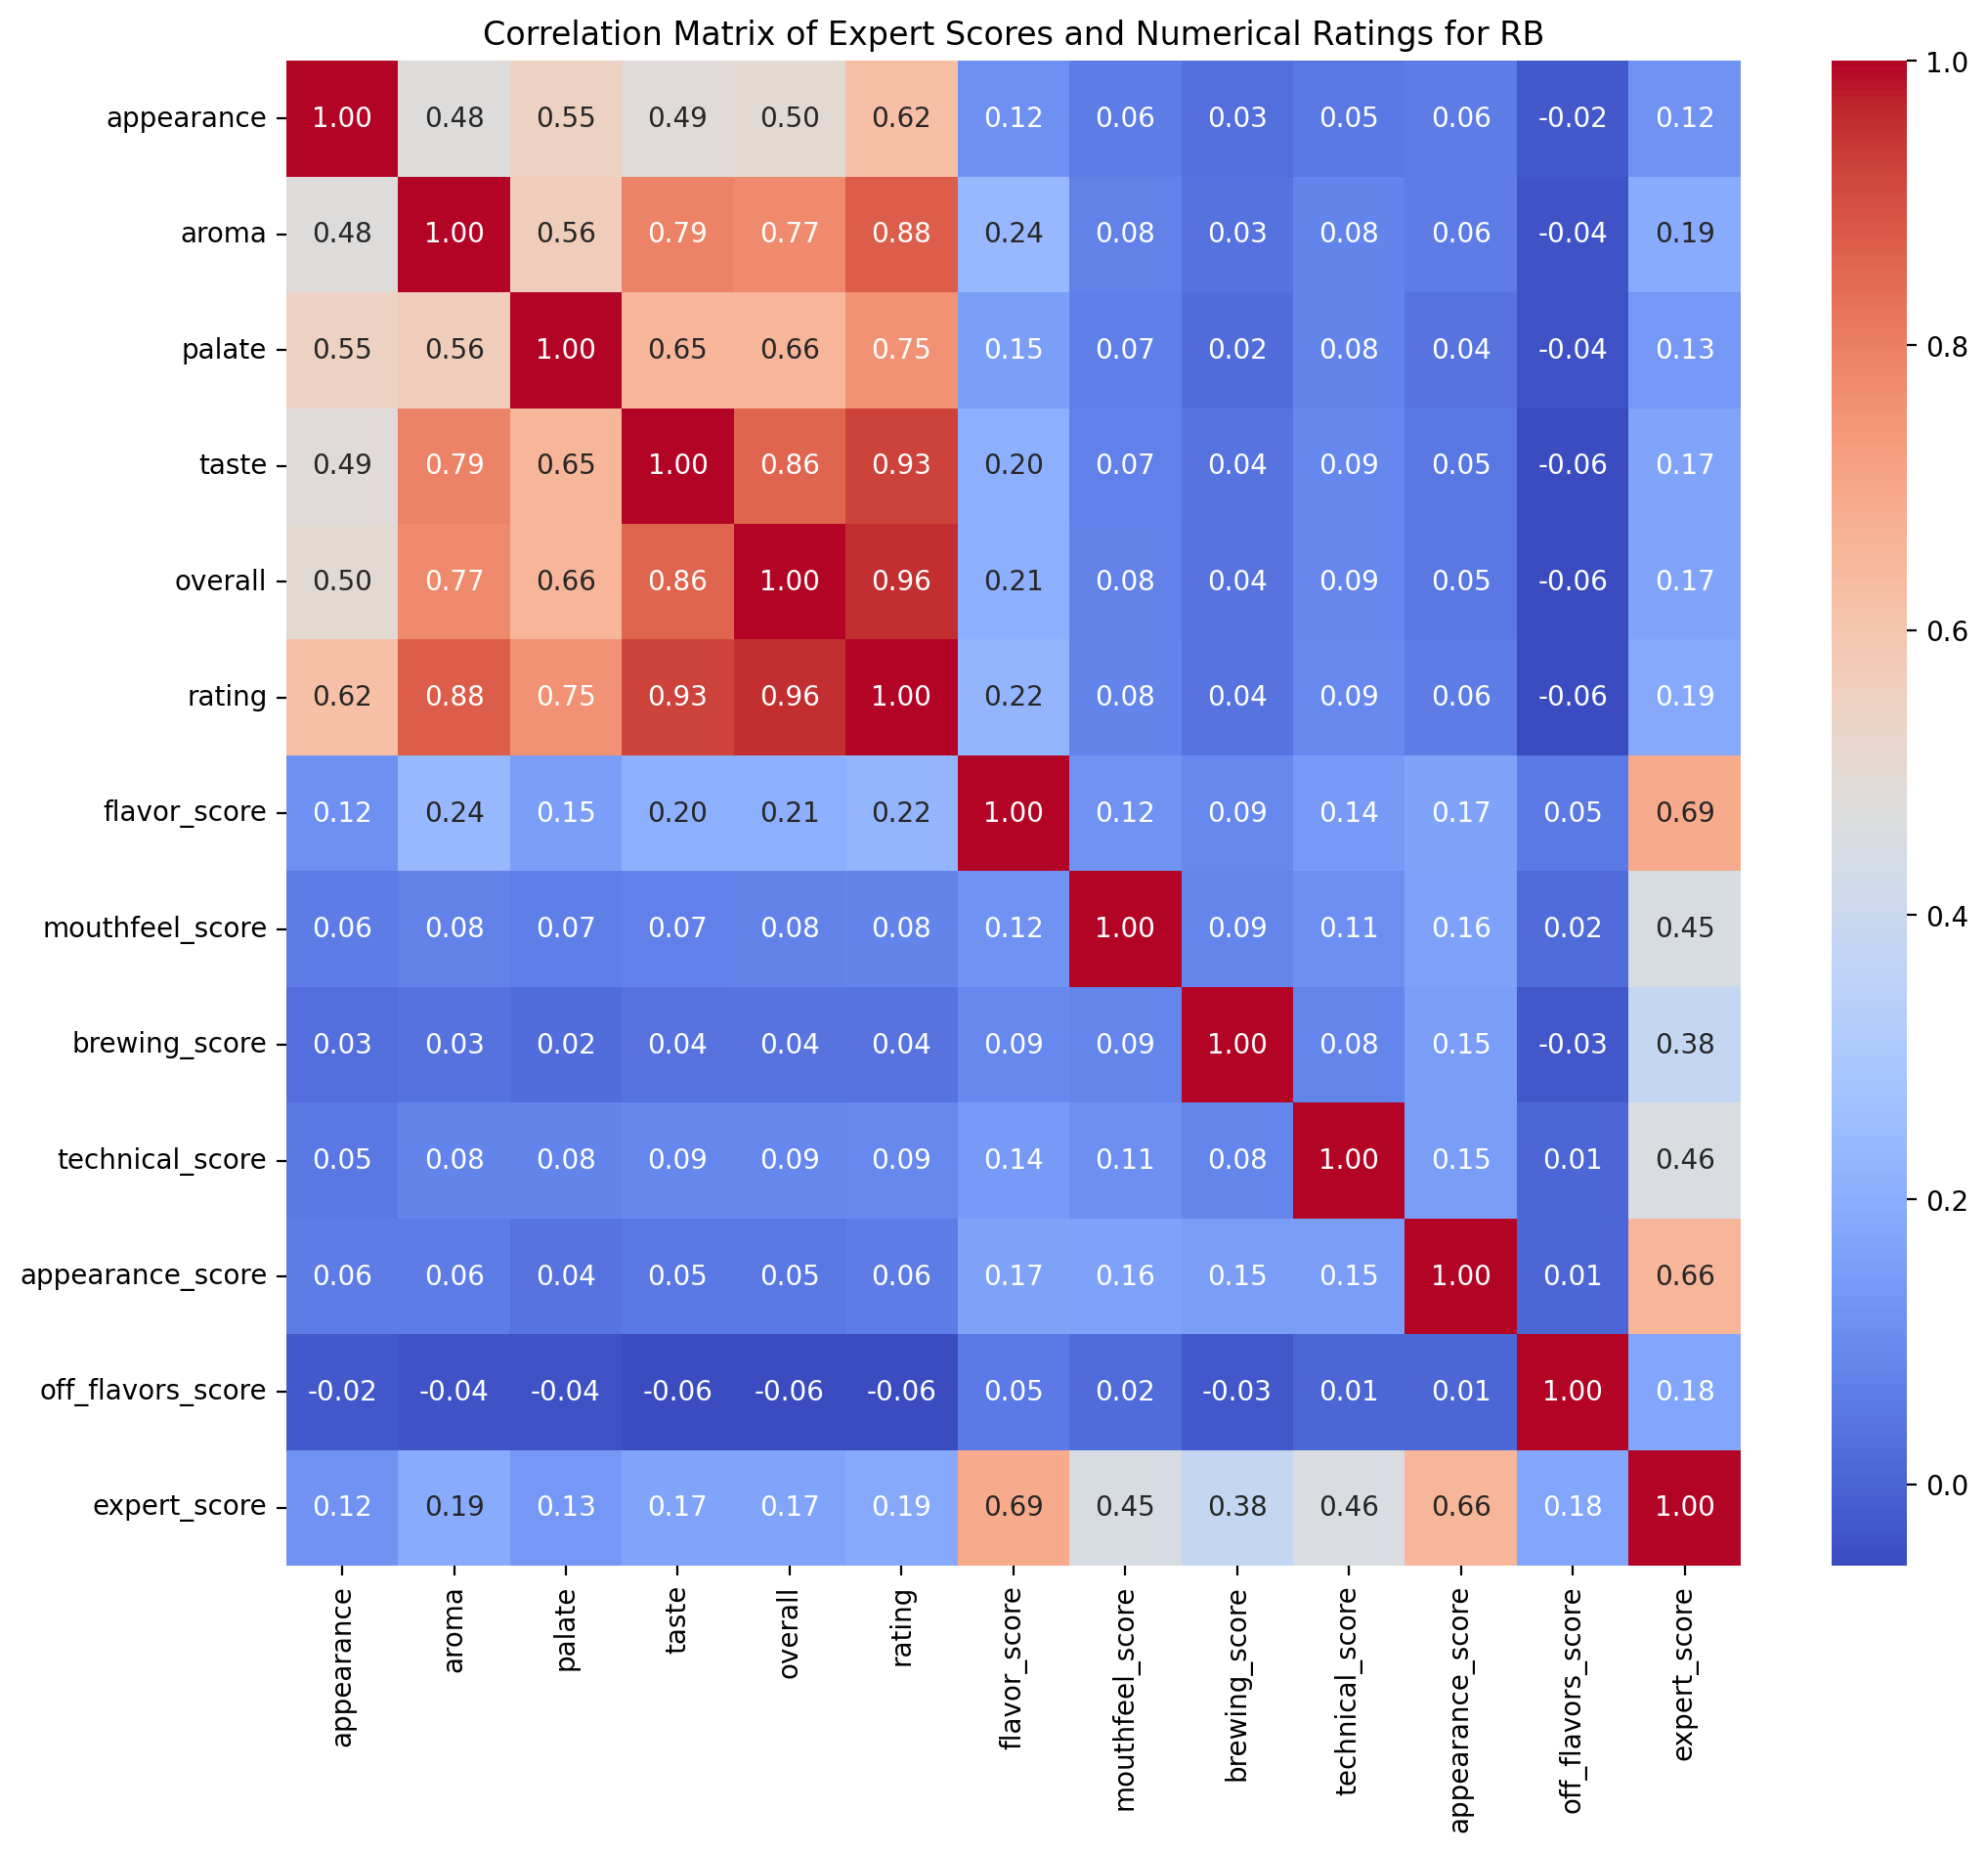 Correlation Matrix of Expert Scores and Numerical Ratings for RB
appearance 1.00 0.48 0.55 0.49 0.50 0.62 0.12 0.06 0.03 0.05 0.06 -0.02 0.12
aroma 0.48 1.00 0.56 0.79 0.77 0.88 0.24 0.08 0.03 0.08 0.06 -0.04 0.19
palate 0.55 0.56 1.00 0.65 0.66 0.75 0.15 0.07 0.02 0.08 0.04 -0.04 0.13
taste 0.49 0.79 0.65 1.00 0.86 0.93 0.20 0.07 0.04 0.09 0.05 -0.06 0.17
overall 0.50 0.77 0.66 0.86 1.00 0.96 0.21 0.08 0.04 0.09 0.05 -0.06 0.17
rating 0.62 0.88 0.75 0.93 0.96 1.00 0.22 0.08 0.04 0.09 0.06 -0.06 0.19
flavor_score 0.12 0.24 0.15 0.20 0.21 0.22 1.00 0.12 0.09 0.14 0.17 0.05 0.69
mouthfeel_score 0.06 0.08 0.07 0.07 0.08 0.08 0.12 1.00 0.09 0.11 0.16 0.02 0.45
brewing_score 0.03 0.03 0.02 0.04 0.04 0.04 0.09 0.09 1.00 0.08 0.15 -0.03 0.38
technical_score 0.05 0.08 0.08 0.09 0.09 0.09 0.14 0.11 0.08 1.00 0.15 0.01 0.46
appearance_score 0.06 0.06 0.04 0.05 0.05 0.06 0.17 0.16 0.15 0.15 1.00 0.01 0.66
off_flavors_score -0.02 -0.04 -0.04 -0.06 -0.06 -0.06 0.05 0.02 -0.03 0.01 0.01 1.00 0.18
expert_score 0.12 0.19 0.13 0.17 0.17 0.19 0.69 0.45 0.38 0.46 0.66 0.18 1.00
appearance
aroma
palate
taste
overall
rating
flavor_score
mouthfeel_score
brewing_score
technical_score
appearance_score
off_flavors_score
expert_score
1.0
0.8
0.6
0.4
0.2
0.0